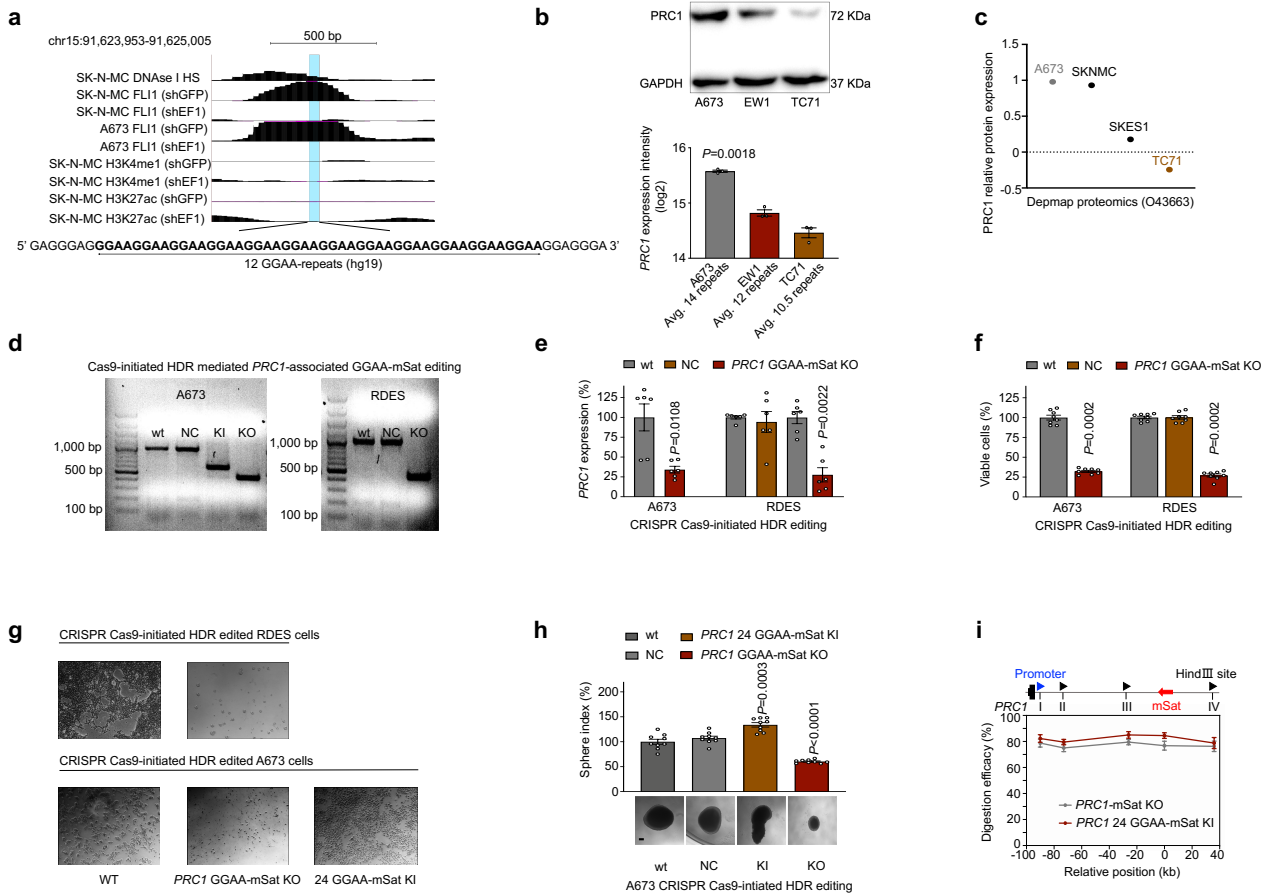 a
chr15:91,623,953-91,625,005
500 bp
SK-N-MC DNAse I HS
SK-N-MC FLI1 (shGFP)
SK-N-MC FLI1 (shEF1)
A673 FLI1 (shGFP)
A673 FLI1 (shEF1)
SK-N-MC H3K4me1 (shGFP)
SK-N-MC H3K4me1 (shEF1)
SK-N-MC H3K27ac (shGFP)
SK-N-MC H3K27ac (shEF1)
5' GAGGGAGGGAAGGAAGGAAGGAAGGAAGGAAGGAAGGAAGGAAGGAAGGAAGGAAGGAGGGA 3'
12 GGAA-repeats (hg19)
b
PRC1
72 KDa
GAPDH
37 KDa
A673 EW1 TC71
PRC1 expression intensity
(log2)
16
15
14
P=0.0018
A673
Avg. 14 repeats
EW1
Avg. 12 repeats
TC71
Avg. 10.5 repeats
c
PRC1 relative protein expression
1.5
1
0.5
0
-0.5
A673
SKNMC
SKES1
TC71
Depmap proteomics (O43663)
d
Cas9-initiated HDR mediated PRC1-associated GGAA-mSat editing
A673
wt NC KI KO
1,000 bp
500 bp
100 bp
RDES
wt NC KO
1,000 bp
500 bp
100 bp
e
wt NC PRC1 GGAA-mSat KO
PRC1 expression (%)
125
100
75
50
25
0
P=0.0108
P=0.0022
A673 RDES
CRISPR Cas9-initiated HDR editing
f
wt NC PRC1 GGAA-mSat KO
Viable cells (%)
125
100
75
50
25
0
P=0.0002
P=0.0002
A673 RDES
CRISPR Cas9-initiated HDR editing
g
CRISPR Cas9-initiated HDR edited RDES cells
CRISPR Cas9-initiated HDR edited A673 cells
WT PRC1 GGAA-mSat KO 24 GGAA-mSat KI
h
wt PRC1 24 GGAA-mSat KI
NC PRC1 GGAA-mSat KO
Sphere index (%)
200
150
100
50
0
P=0.0003
P<0.0001
wt NC KI KO
A673 CRISPR Cas9-intiated HDR editing
i
Promoter
HindⅢ site
PRC1 I II III mSat IV
Digestion efficacy (%)
100
80
60
40
20
0
PRC1-mSat KO
PRC1 24 GGAA-mSat KI
-100 -80 -60 -40 -20 0 20 40
Relative position (kb)